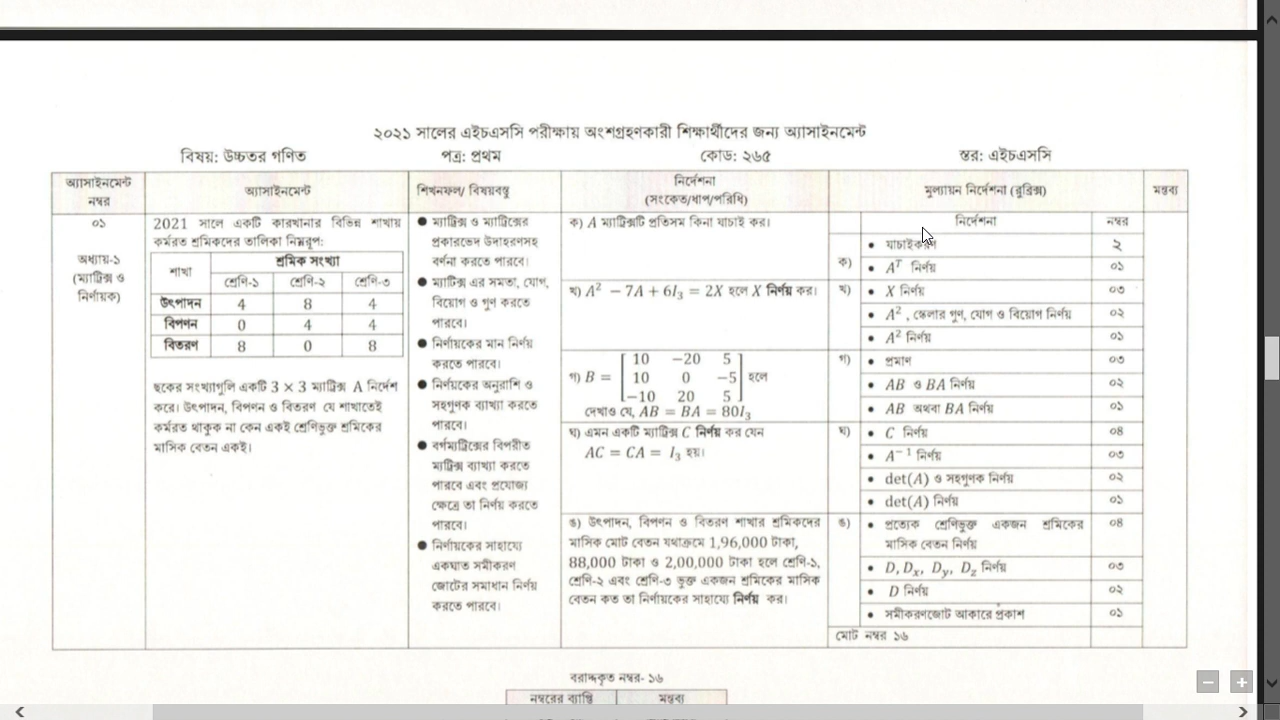 ২০২১ সালের এইচএসসি পরীক্ষায় অংশগ্রহণকারী শিক্ষার্থীদের জন্য অ্যাসাইনমেন্ট
বিষয়: উচ্চতর গণিত পত্র: প্রথম কোড: ২৬৫ স্তর: এইচএসসি
অ্যাসাইনমেন্ট নম্বর
অ্যাসাইনমেন্ট
শিখনফল/ বিষয়বস্তু
নির্দেশনা
(সংকেত/ধাপ/পরিধি)
মূল্যায়ন নির্দেশনা (রুব্রিক্স)
মন্তব্য
০১
অধ্যায়-১
(ম্যাট্রিক্স ও
নির্ণায়ক)
2021 সালে একটি কারখানার বিভিন্ন শাখায়
কর্মরত শ্রমিকদের তালিকা নিম্নরূপ:
শাখা শ্রমিক সংখ্যা
শ্রেণি-১ শ্রেণি-২ শ্রেণি-৩
উৎপাদন 4 8 4
বিপণন 0 4 4
বিতরণ 8 0 8
ছকের সংখ্যাগুলি একটি 3 × 3 ম্যাট্রিক্স A নির্দেশ
করে। উৎপাদন, বিপণন ও বিতরণ যে শাখাতেই
কর্মরত থাকুক না কেন একই শ্রেণিভুক্ত শ্রমিকের
মাসিক বেতন একই।
● ম্যাট্রিক্স ও ম্যাট্রিক্সের
প্রকারভেদ উদাহরণসহ
বর্ণনা করতে পারবে।
● ম্যাট্রিক্স এর সমতা, যোগ,
বিয়োগ ও গুণ করতে
পারবে।
● নির্ণায়কের মান নির্ণয়
করতে পারবে।
● নির্ণায়কের অনুরাশি ও
সহগুণক ব্যাখ্যা করতে
পারবে।
● বর্গম্যাট্রিক্সের বিপরীত
ম্যাট্রিক্স ব্যাখ্যা করতে
পারবে এবং প্রযোজ্য
ক্ষেত্রে তা নির্ণয় করতে
পারবে।
● নির্ণায়কের সাহায্যে
একঘাত সমীকরণ
জোটের সমাধান নির্ণয়
করতে পারবে।
ক) A ম্যাট্রিক্সটি প্রতিসম কিনা যাচাই কর।
খ) A² − 7A + 6I₃ = 2X হলে X নির্ণয় কর।
গ) B = [10 −20 5
10 0 −5
−10 20 5] হলে
দেখাও যে, AB = BA = 80I₃
ঘ) এমন একটি ম্যাট্রিক্স C নির্ণয় কর যেন
AC = CA = I₃ হয়।
ঙ) উৎপাদন, বিপণন ও বিতরণ শাখার শ্রমিকদের
মাসিক মোট বেতন যথাক্রমে 1,96,000 টাকা,
88,000 টাকা ও 2,00,000 টাকা হলে শ্রেণি-১,
শ্রেণি-২ এবং শ্রেণি-৩ ভুক্ত একজন শ্রমিকের মাসিক
বেতন কত তা নির্ণায়কের সাহায্যে নির্ণয় কর।
নির্দেশনা নম্বর
ক) • যাচাইকরণ ২
• Aᵀ নির্ণয় ০১
খ) • X নির্ণয় ০৩
• A² , স্কেলার গুণ, যোগ ও বিয়োগ নির্ণয় ০২
• A² নির্ণয় ০১
গ) • প্রমাণ ০৩
• AB ও BA নির্ণয় ০২
• AB অথবা BA নির্ণয় ০১
ঘ) • C নির্ণয় ০৪
• A⁻¹ নির্ণয় ০৩
• det(A) ও সহগুণক নির্ণয় ০২
• det(A) নির্ণয় ০১
ঙ) • প্রত্যেক শ্রেণিভুক্ত একজন শ্রমিকের
মাসিক বেতন নির্ণয় ০৪
• D, Dₓ, Dᵧ, D_z নির্ণয় ০৩
• D নির্ণয় ০২
• সমীকরণজোট আকারে প্রকাশ ০১
মোট নম্বর ১৬
বরাদ্দকৃত নম্বর- ১৬
নম্বরের ব্যাপ্তি মন্তব্য